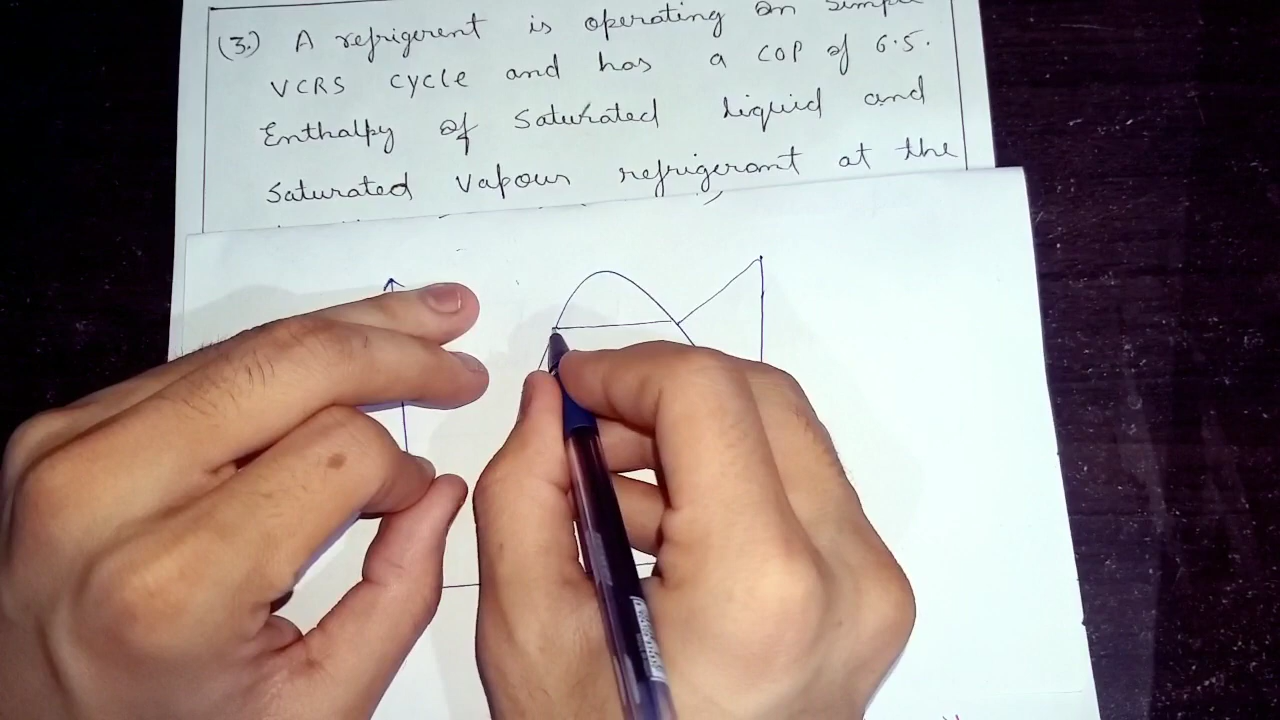 (3.) A refrigerent is operating on simple
VCRS cycle and has a COP of 6.5.
Enthalpy of saturated liquid and
saturated vapour refrigerant at the